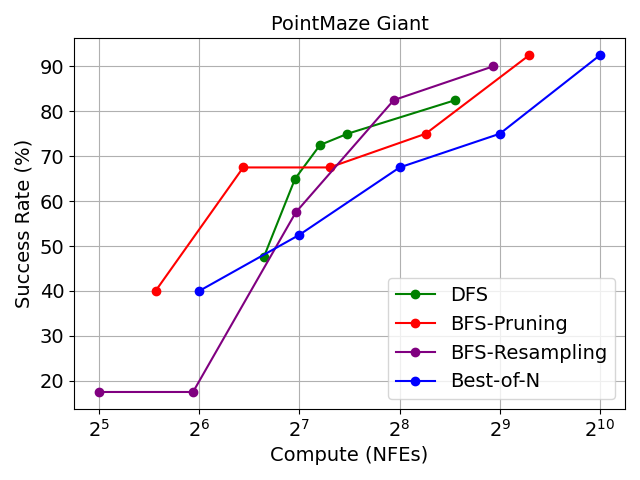 PointMaze Giant
Success Rate (%)
90
80
70
60
50
40
30
20
DFS
BFS-Pruning
BFS-Resampling
Best-of-N
2⁵ 2⁶ 2⁷ 2⁸ 2⁹ 2¹⁰
Compute (NFEs)